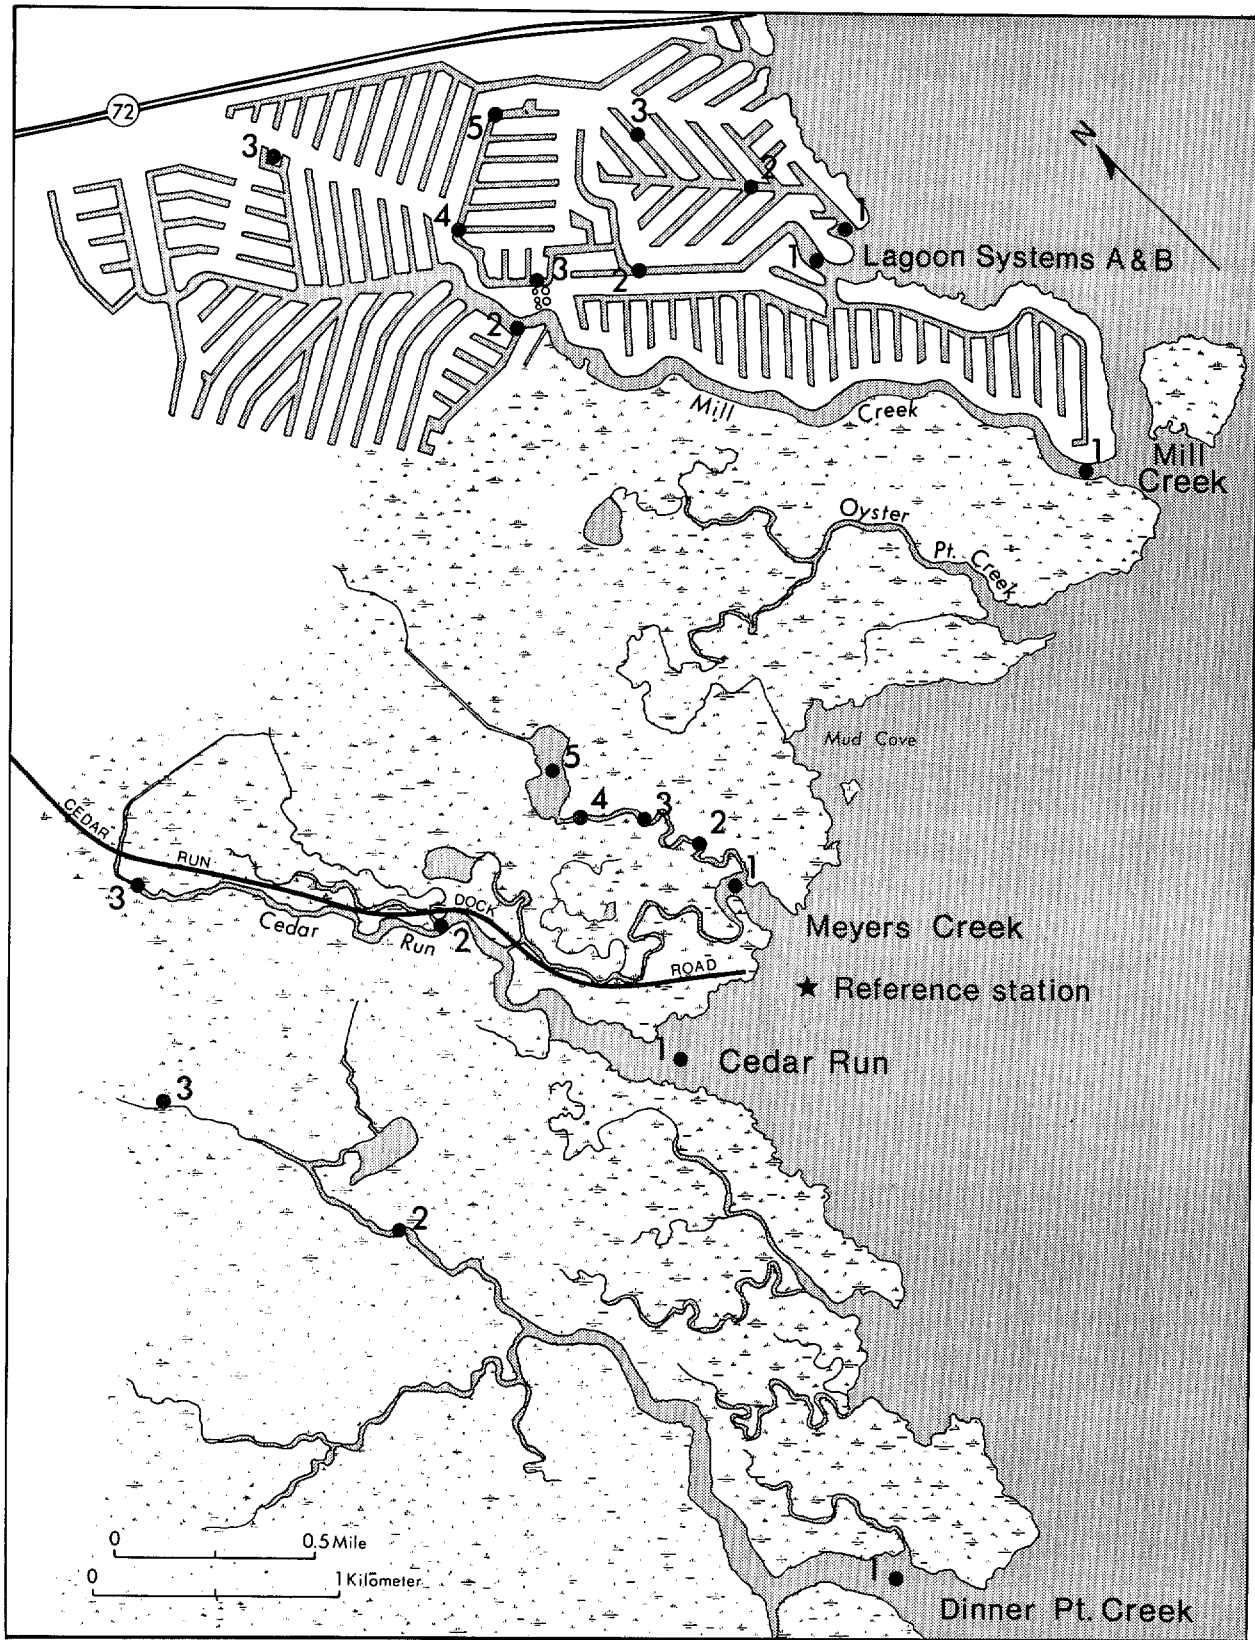 72
3
5
3
2
4
1
1
Lagoon Systems A & B
3
2
2
Mill Creek
1
Mill
Creek
Oyster
Pt. Creek
Mud Cove
5
4
3
2
1
CEDAR
RUN
DOCK
ROAD
3
Cedar
Run
2
Meyers Creek
★ Reference station
1
Cedar Run
3
2
N
0 0.5 Mile
0 1 Kilometer
1
Dinner Pt. Creek